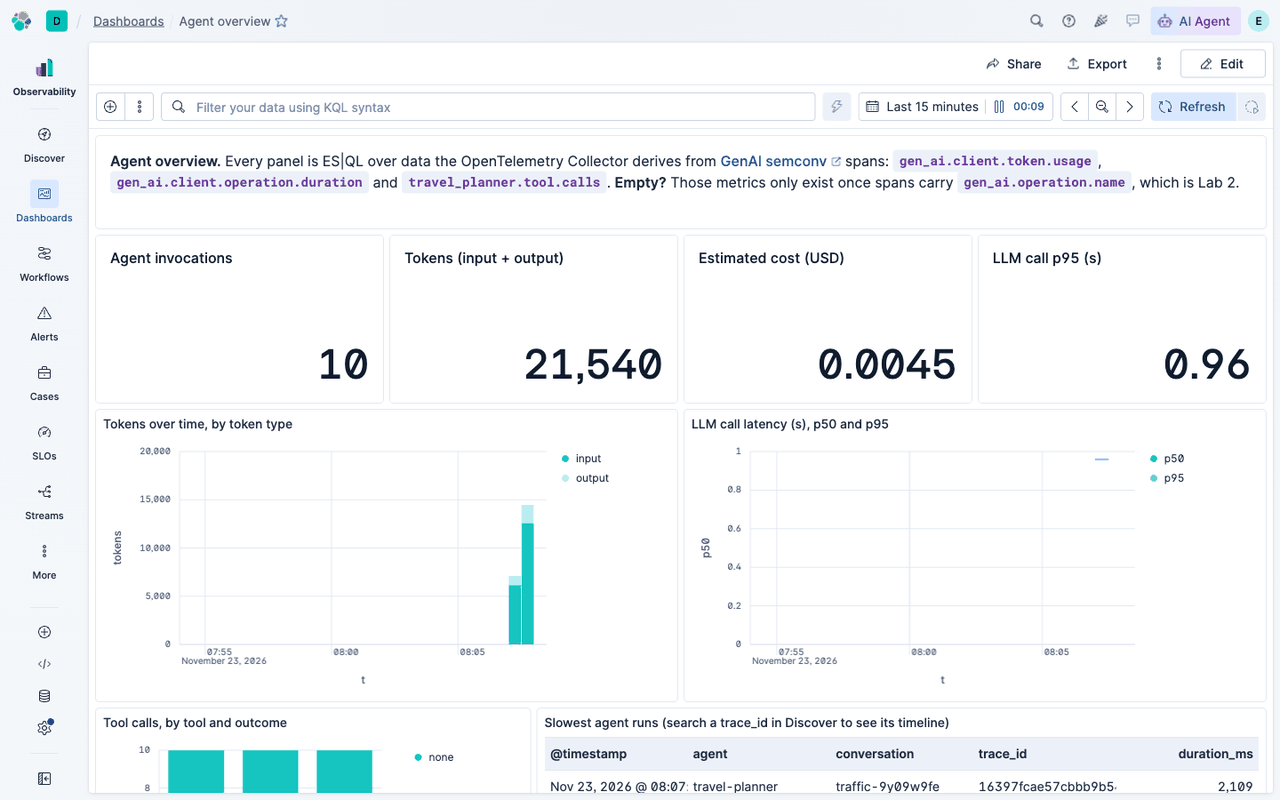 D / Dashboards / Agent overview
AI Agent
E
Observability
Discover
Dashboards
Workflows
Alerts
Cases
SLOs
Streams
More
Share
Export
Edit
Filter your data using KQL syntax
Last 15 minutes
00:09
Refresh
Agent overview. Every panel is ES|QL over data the OpenTelemetry Collector derives from GenAI semconv spans: gen_ai.client.token.usage ,
gen_ai.client.operation.duration and travel_planner.tool.calls . Empty? Those metrics only exist once spans carry gen_ai.operation.name , which is Lab 2.
Agent invocations
10
Tokens (input + output)
21,540
Estimated cost (USD)
0.0045
LLM call p95 (s)
0.96
Tokens over time, by token type
20,000
15,000
10,000
5,000
0
tokens
07:55
08:00
08:05
November 23, 2026
t
input
output
LLM call latency (s), p50 and p95
1
0.8
0.6
0.4
0.2
0
p50
07:55
08:00
08:05
November 23, 2026
t
p50
p95
Tool calls, by tool and outcome
10
8
none
Slowest agent runs (search a trace_id in Discover to see its timeline)
@timestamp agent conversation trace_id duration_ms
Nov 23, 2026 @ 08:07: travel-planner traffic-9y09w9fe 16397fcae57cbbb9b5 2,109